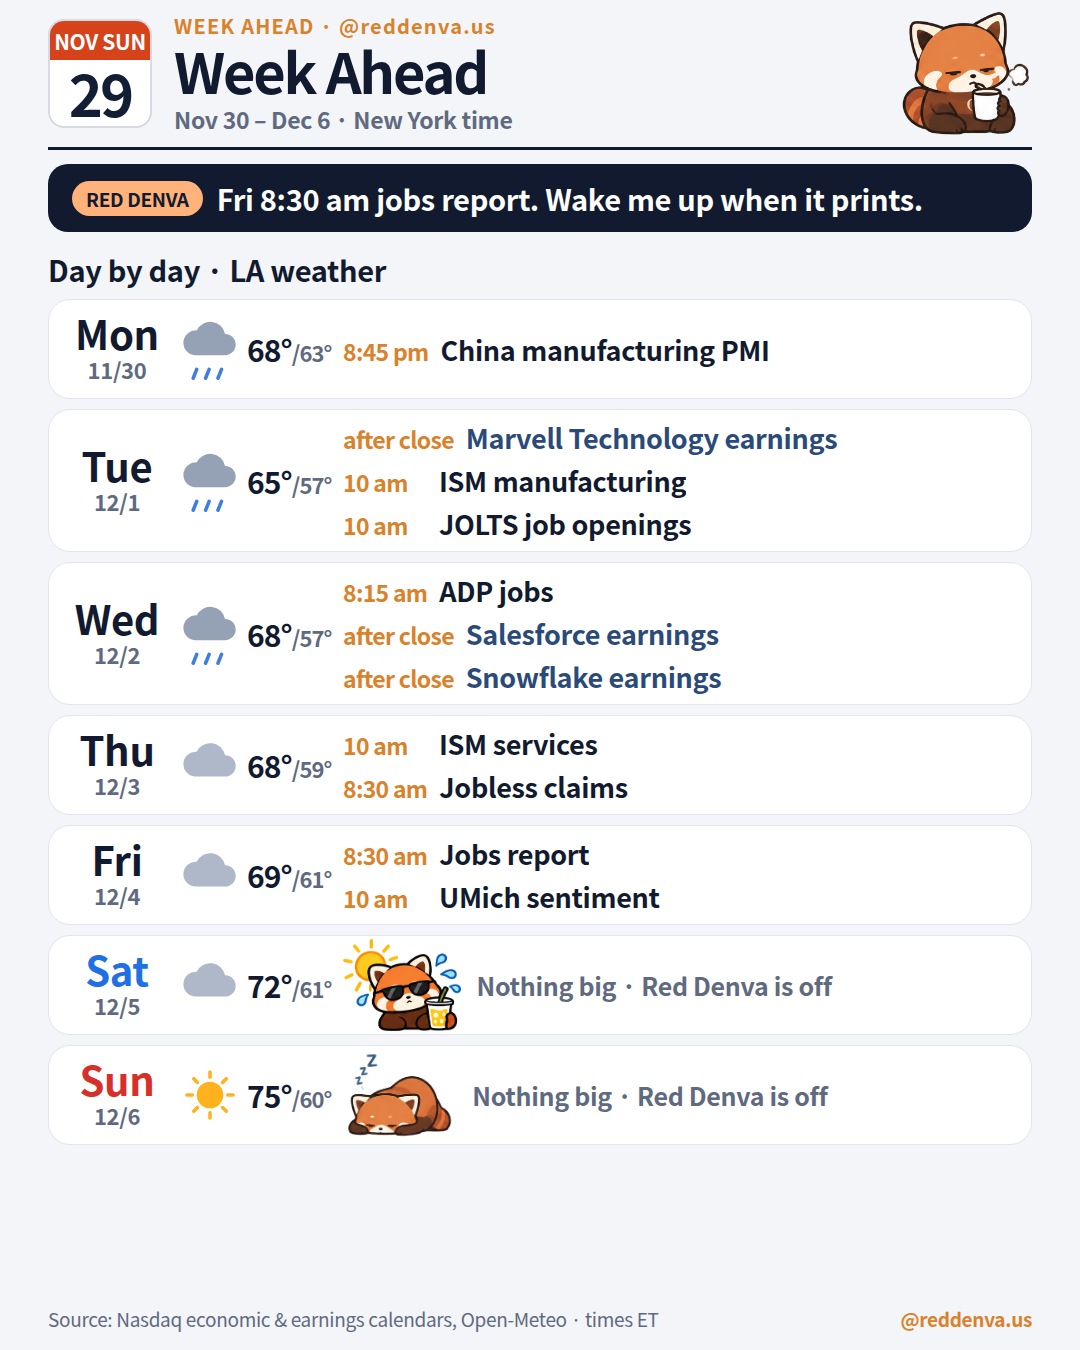 NOV SUN
29
WEEK AHEAD · @reddenva.us
Week Ahead
Nov 30 – Dec 6 · New York time
RED DENVA Fri 8:30 am jobs report. Wake me up when it prints.
Day by day · LA weather
Mon
11/30
68°/63° 8:45 pm China manufacturing PMI
Tue
12/1
65°/57°
after close Marvell Technology earnings
10 am ISM manufacturing
10 am JOLTS job openings
Wed
12/2
68°/57°
8:15 am ADP jobs
after close Salesforce earnings
after close Snowflake earnings
Thu
12/3
68°/59°
10 am ISM services
8:30 am Jobless claims
Fri
12/4
69°/61°
8:30 am Jobs report
10 am UMich sentiment
Sat
12/5
72°/61°
Nothing big · Red Denva is off
Sun
12/6
75°/60°
z z Z
Nothing big · Red Denva is off
Source: Nasdaq economic & earnings calendars, Open-Meteo · times ET
@reddenva.us